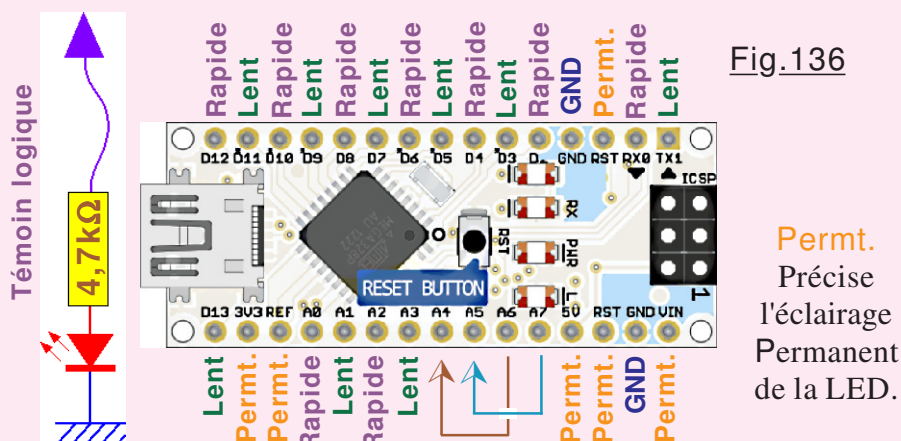 Témoin logique
4,7kΩ
Rapide Lent Rapide Lent Rapide Lent Rapide Lent Rapide Lent Rapide GND Permt. Rapide Lent
Fig.136
D12 D11 D10 D9 D8 D7 D6 D5 D4 D3 GND RST RX0 TX1
ICSP
RX
RST
PWR
L
1
RESET BUTTON
D13 3V3 REF A0 A1 A2 A3 A4 A5 A6 A7 5V RST GND VIN
Lent Permt. Permt. Rapide Lent Rapide Lent Permt. Permt. GND Permt.
Permt.
Précise
l'éclairage
Permanent
de la LED.